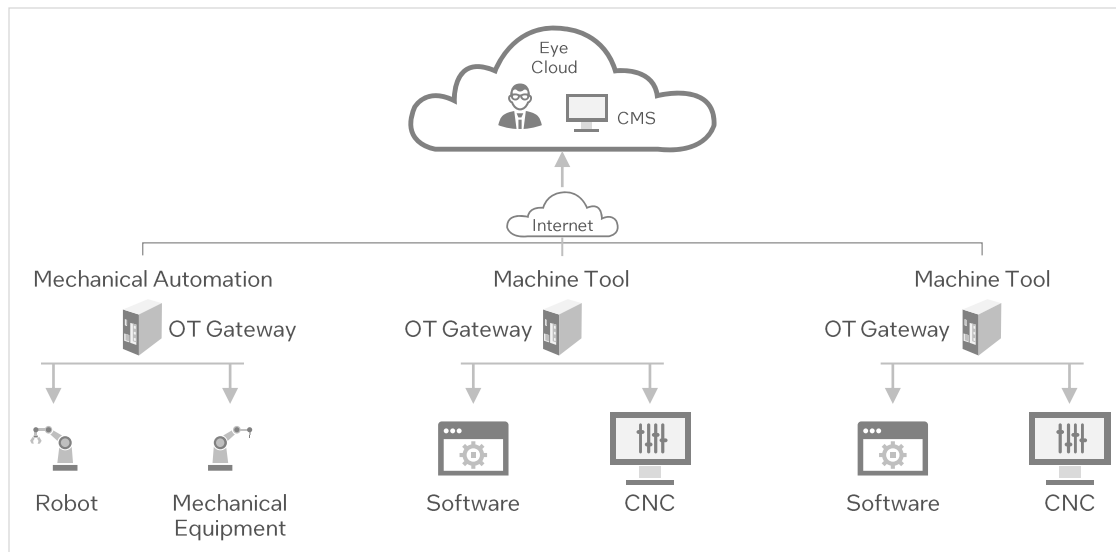 Eye
Cloud
CMS
Internet
Mechanical Automation
Machine Tool
Machine Tool
OT Gateway
OT Gateway
OT Gateway
Robot
Mechanical
Equipment
Software
CNC
Software
CNC